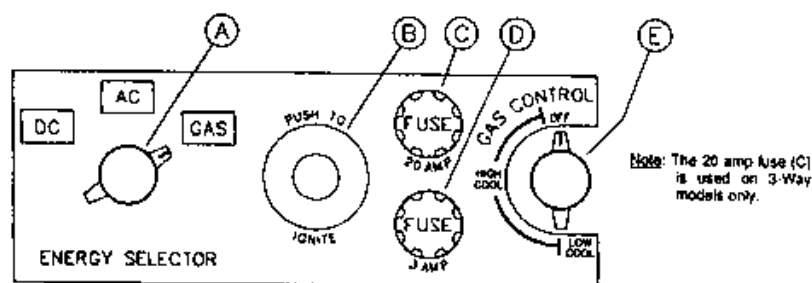 A
B
C
D
E
DC
AC
GAS
PUSH TO
IGNITE
FUSE
20 AMP
FUSE
3 AMP
GAS CONTROL
OFF
HIGH
COOL
LOW
COOL
ENERGY SELECTOR
Note: The 20 amp fuse (C)
is used on 3-Way
models only.